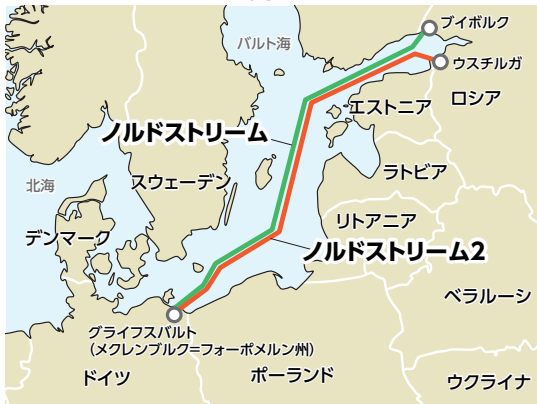 ブイボルク
バルト海
ウスチルガ
ロシア
エストニア
ノルドストリーム
ラトビア
北海
スウェーデン
リトアニア
デンマーク
ノルドストリーム2
ベラルーシ
グライフスバルト
（メクレンブルク=フォーポメルン州）
ドイツ
ポーランド
ウクライナ